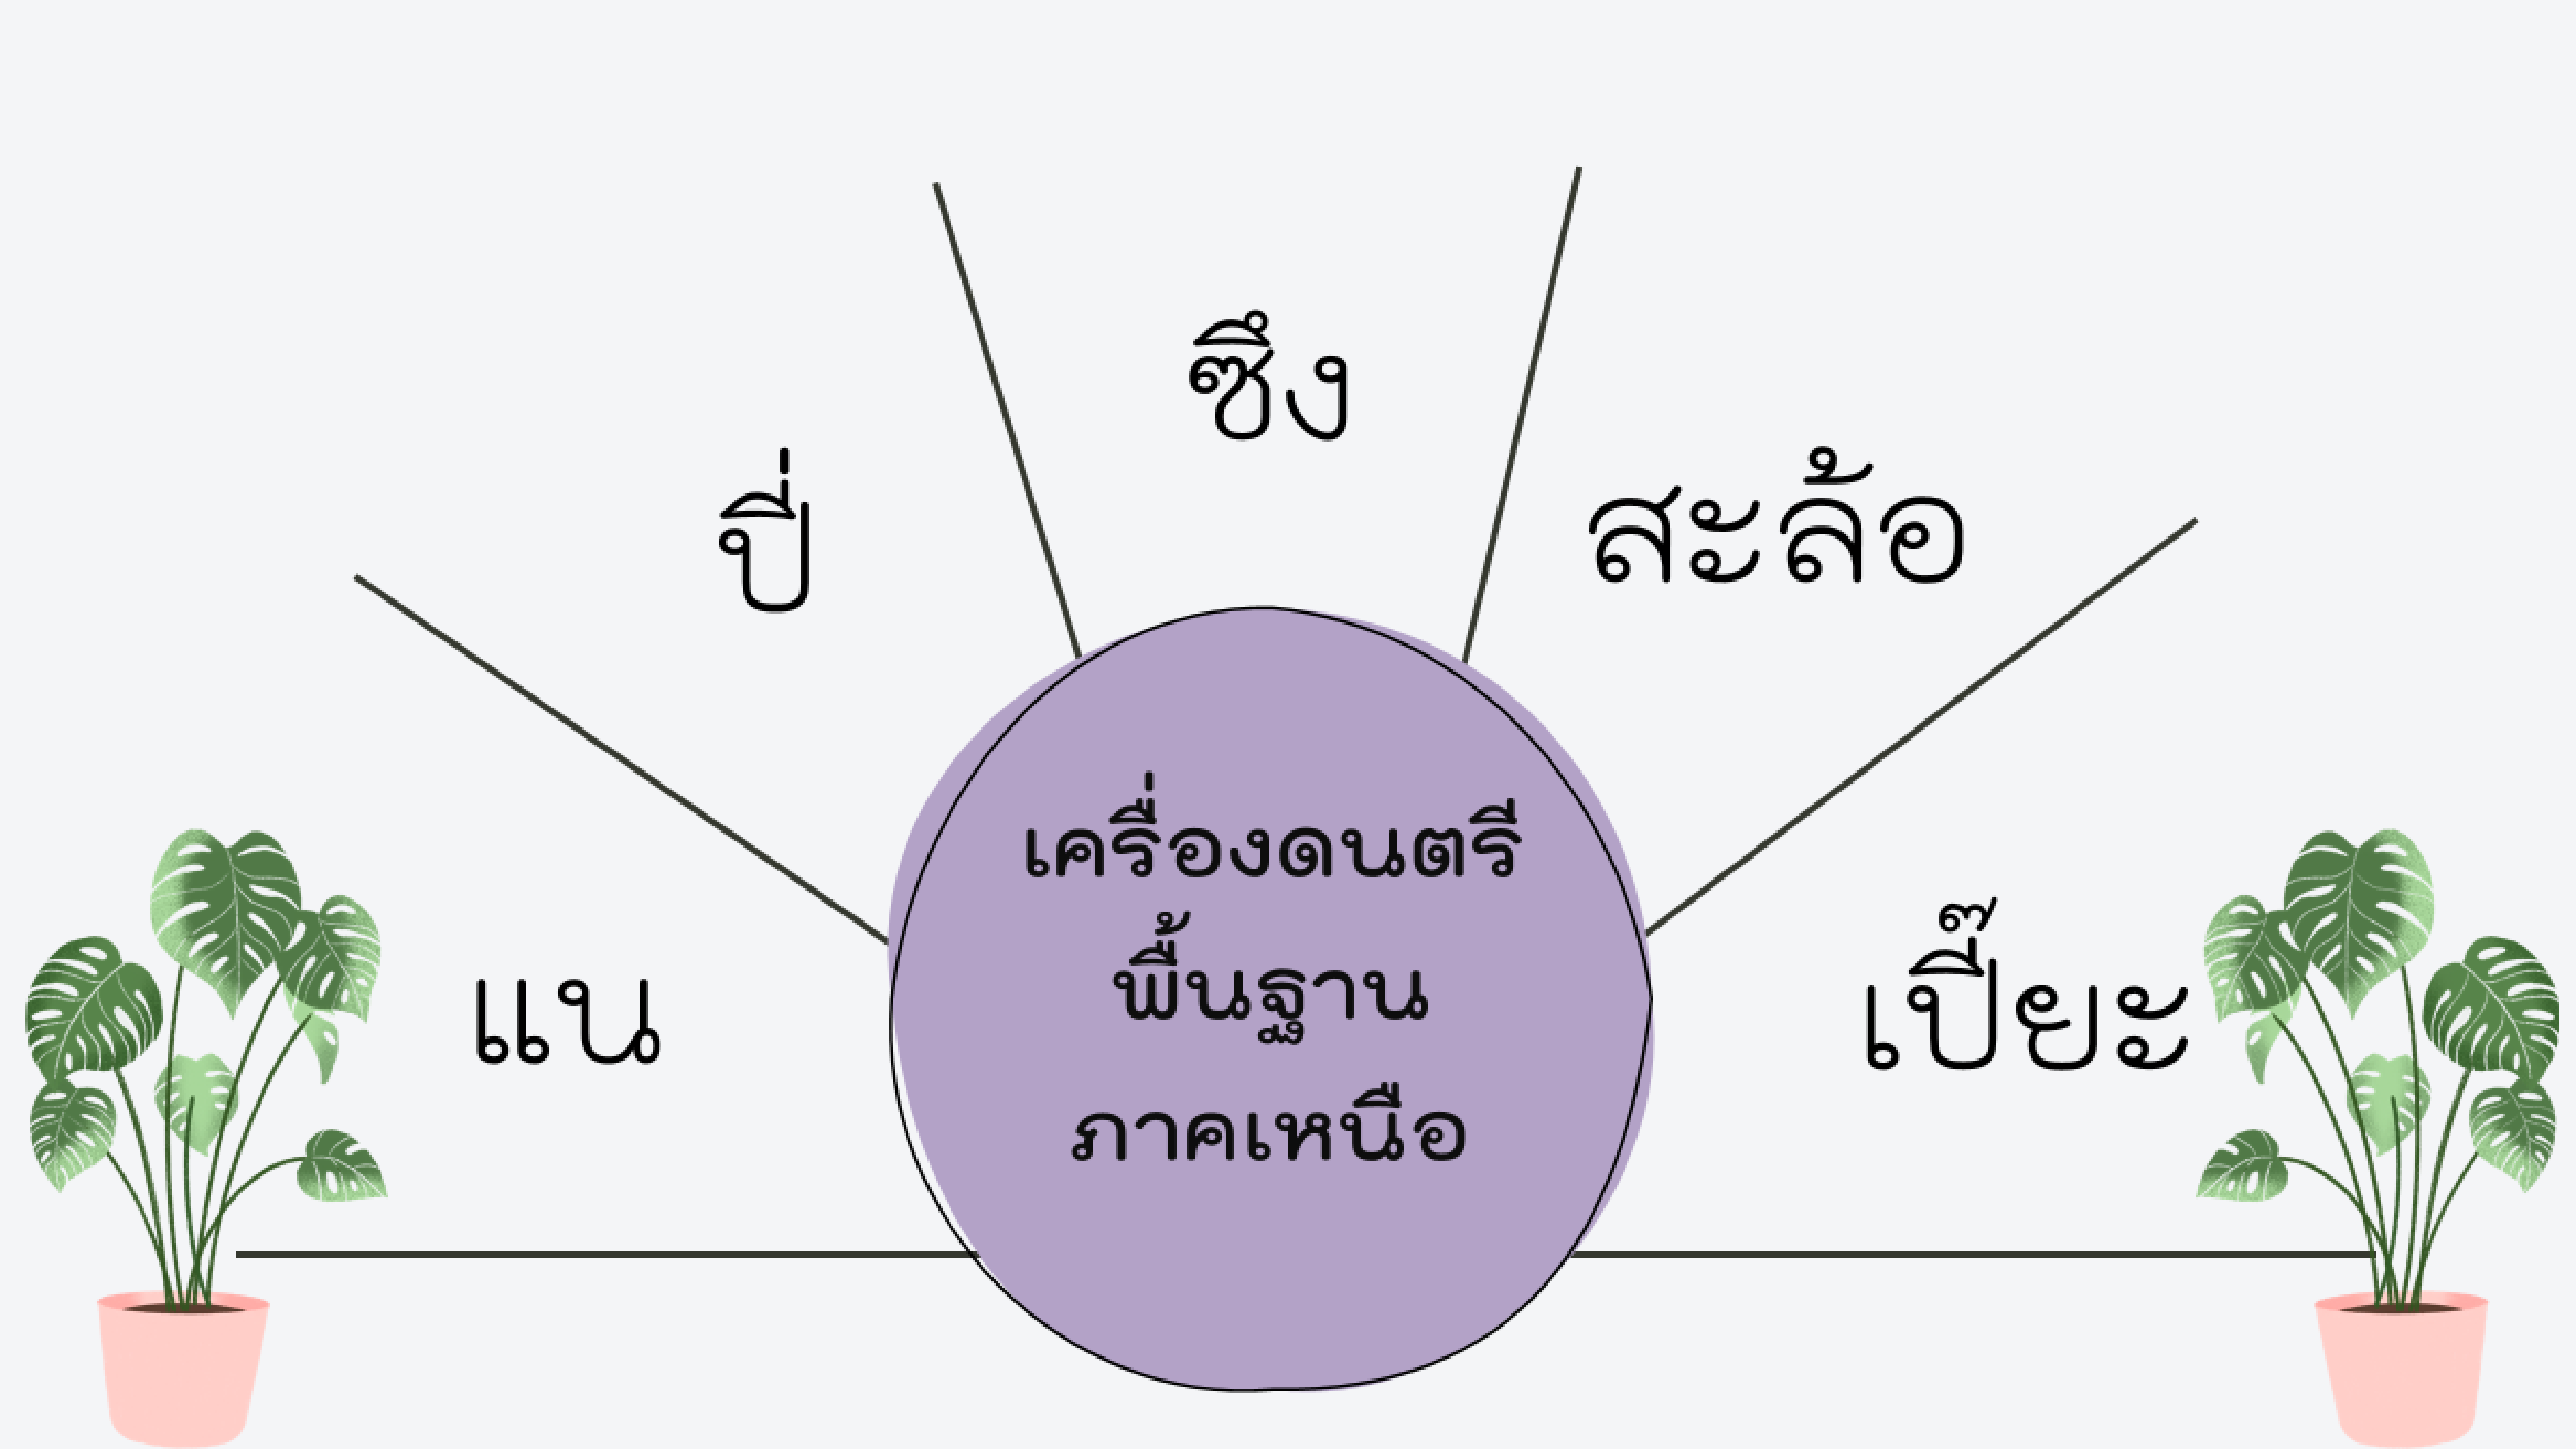 ซึง
ปี่
สะล้อ
แน
เปี๊ยะ
เครื่องดนตรี
พื้นฐาน
ภาคเหนือ